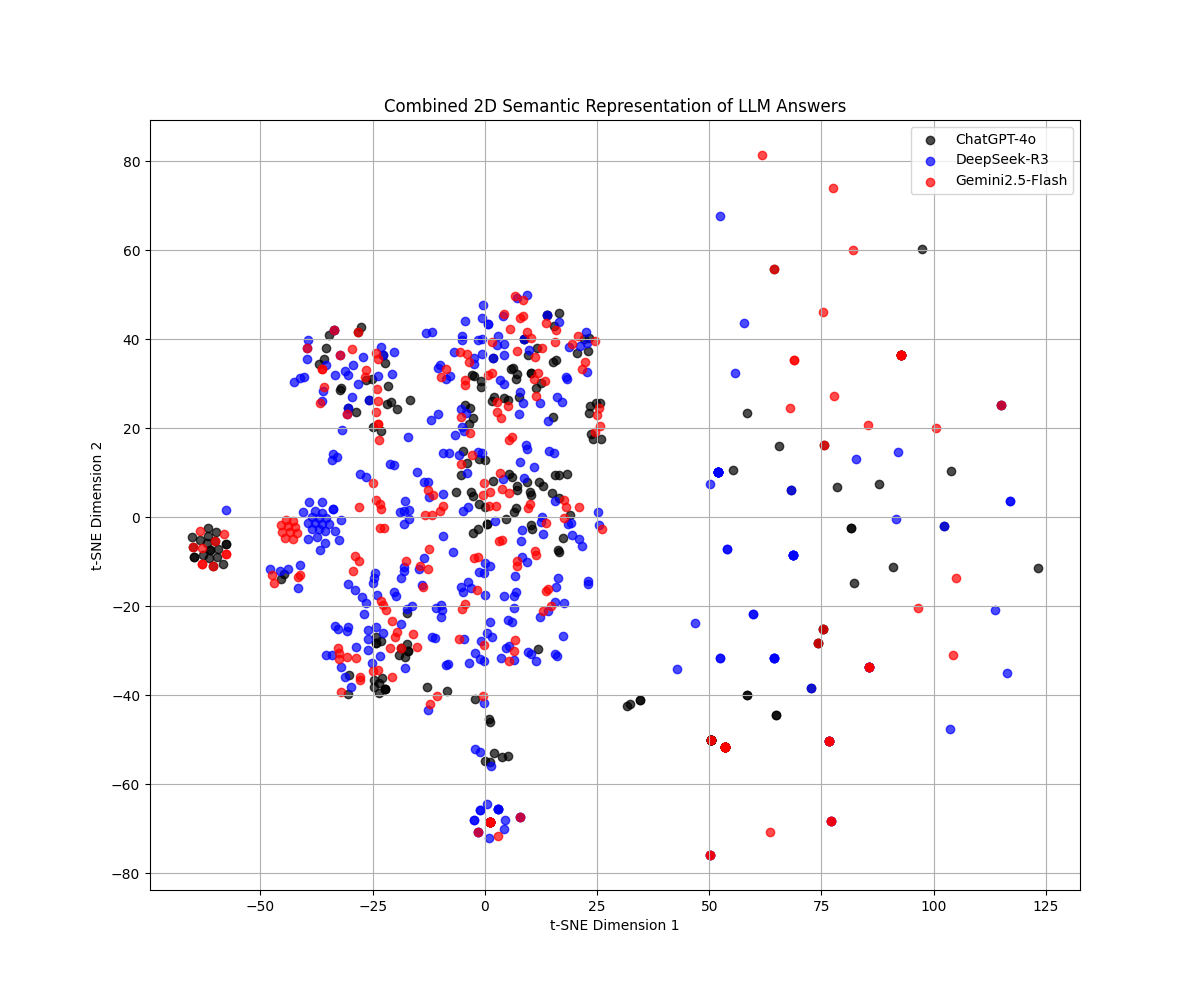 Combined 2D Semantic Representation of LLM Answers
ChatGPT-4o
DeepSeek-R3
Gemini2.5-Flash
80
60
40
20
0
−20
−40
−60
−80
t-SNE Dimension 2
−50
−25
0
25
50
75
100
125
t-SNE Dimension 1